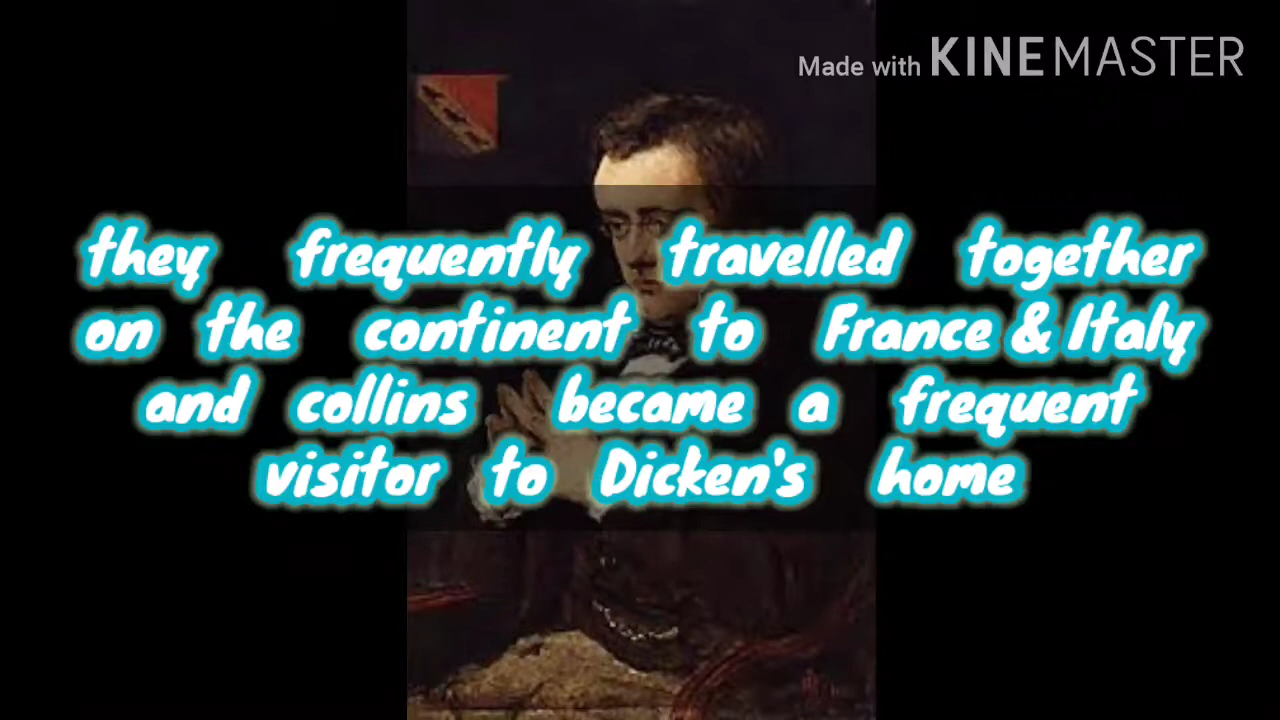 Made with KINEMASTER
they frequently travelled together
on the continent to France & Italy
and collins became a frequent
visitor to Dicken's home